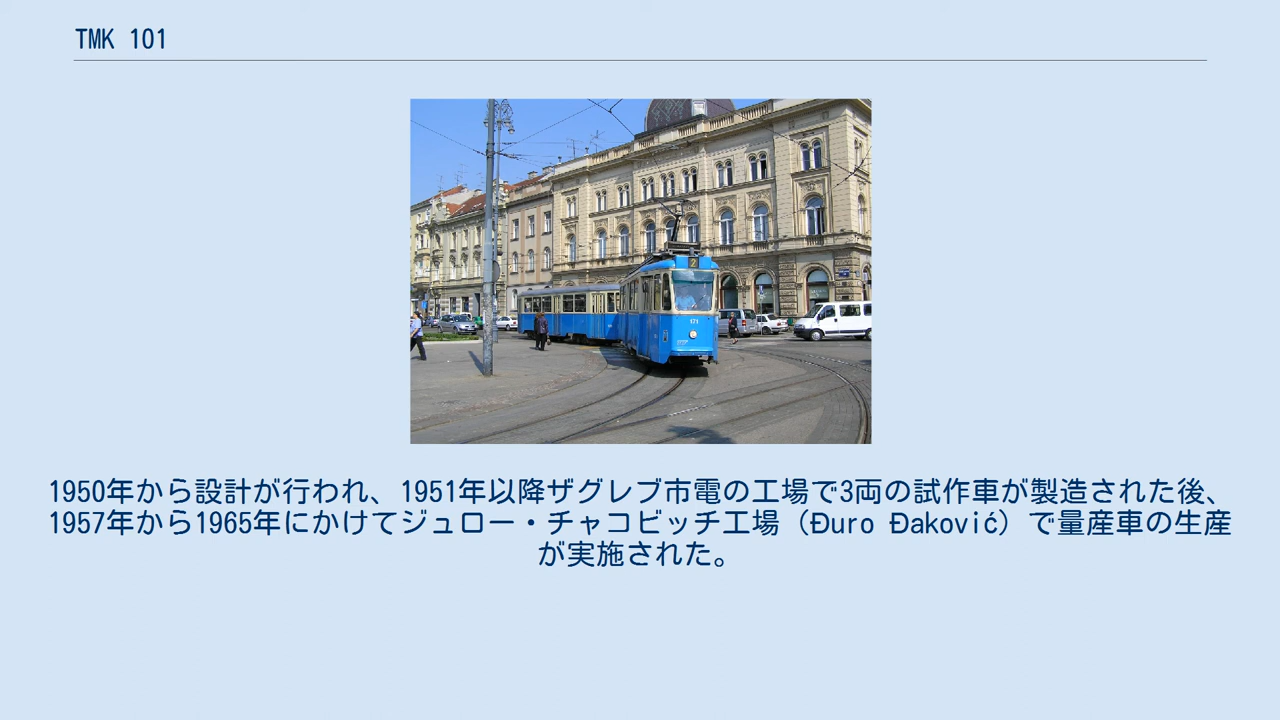 TMK 101
2
171
1950年から設計が行われ、1951年以降ザグレブ市電の工場で3両の試作車が製造された後、
1957年から1965年にかけてジュロー・チャコビッチ工場（Đuro Đaković）で量産車の生産
が実施された。